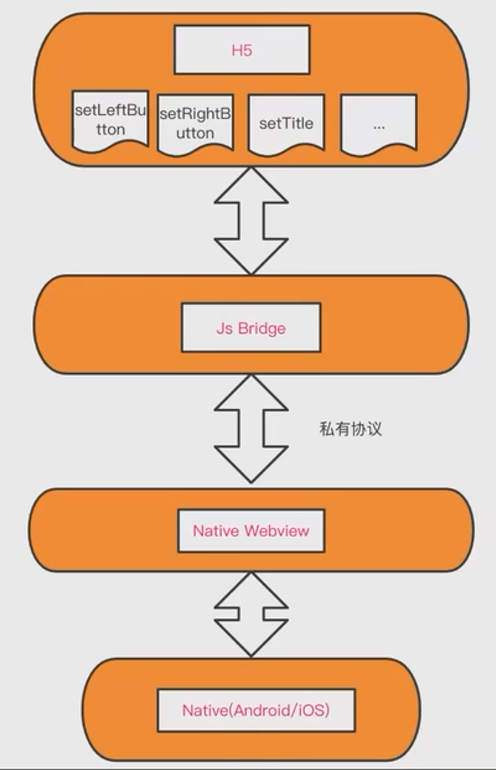 H5
setLeftBu
tton
setRightB
utton
setTitle
...
Js Bridge
私有协议
Native Webview
Native(Android/iOS)